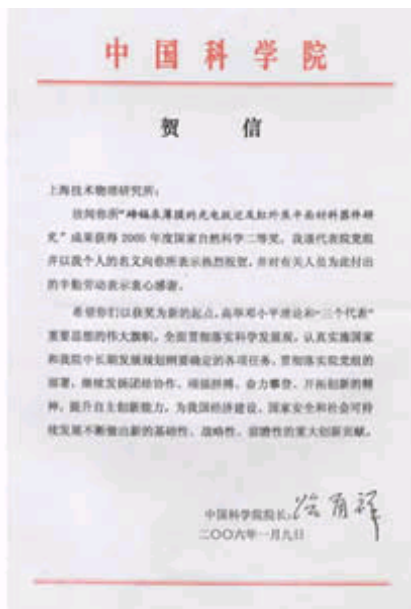 中国科学院
贺 信
上海技术物理研究所:
欣闻你所"碲镉汞薄膜的光电跃迁及红外焦平面材料器件研
究"成果获得 2005 年度国家自然科学二等奖,我谨代表院党组
并以我个人的名义向你所表示热烈祝贺,并对有关人员为此付出
的辛勤劳动表示衷心感谢。
希望你们以获奖为新的起点,高举邓小平理论和"三个代表"
重要思想的伟大旗帜,全面贯彻落实科学发展观,认真实施国家
和我院中长期发展规划纲要确定的各项任务,贯彻落实院党组的
部署,继续发扬团结协作、顽强拼搏、奋力攀登、开拓创新的精
神,提升自主创新能力,为我国经济建设、国家安全和社会可持
续发展不断做出新的基础性、战略性、前瞻性的重大创新贡献。
中国科学院院长:路甬祥
二〇〇六年一月九日